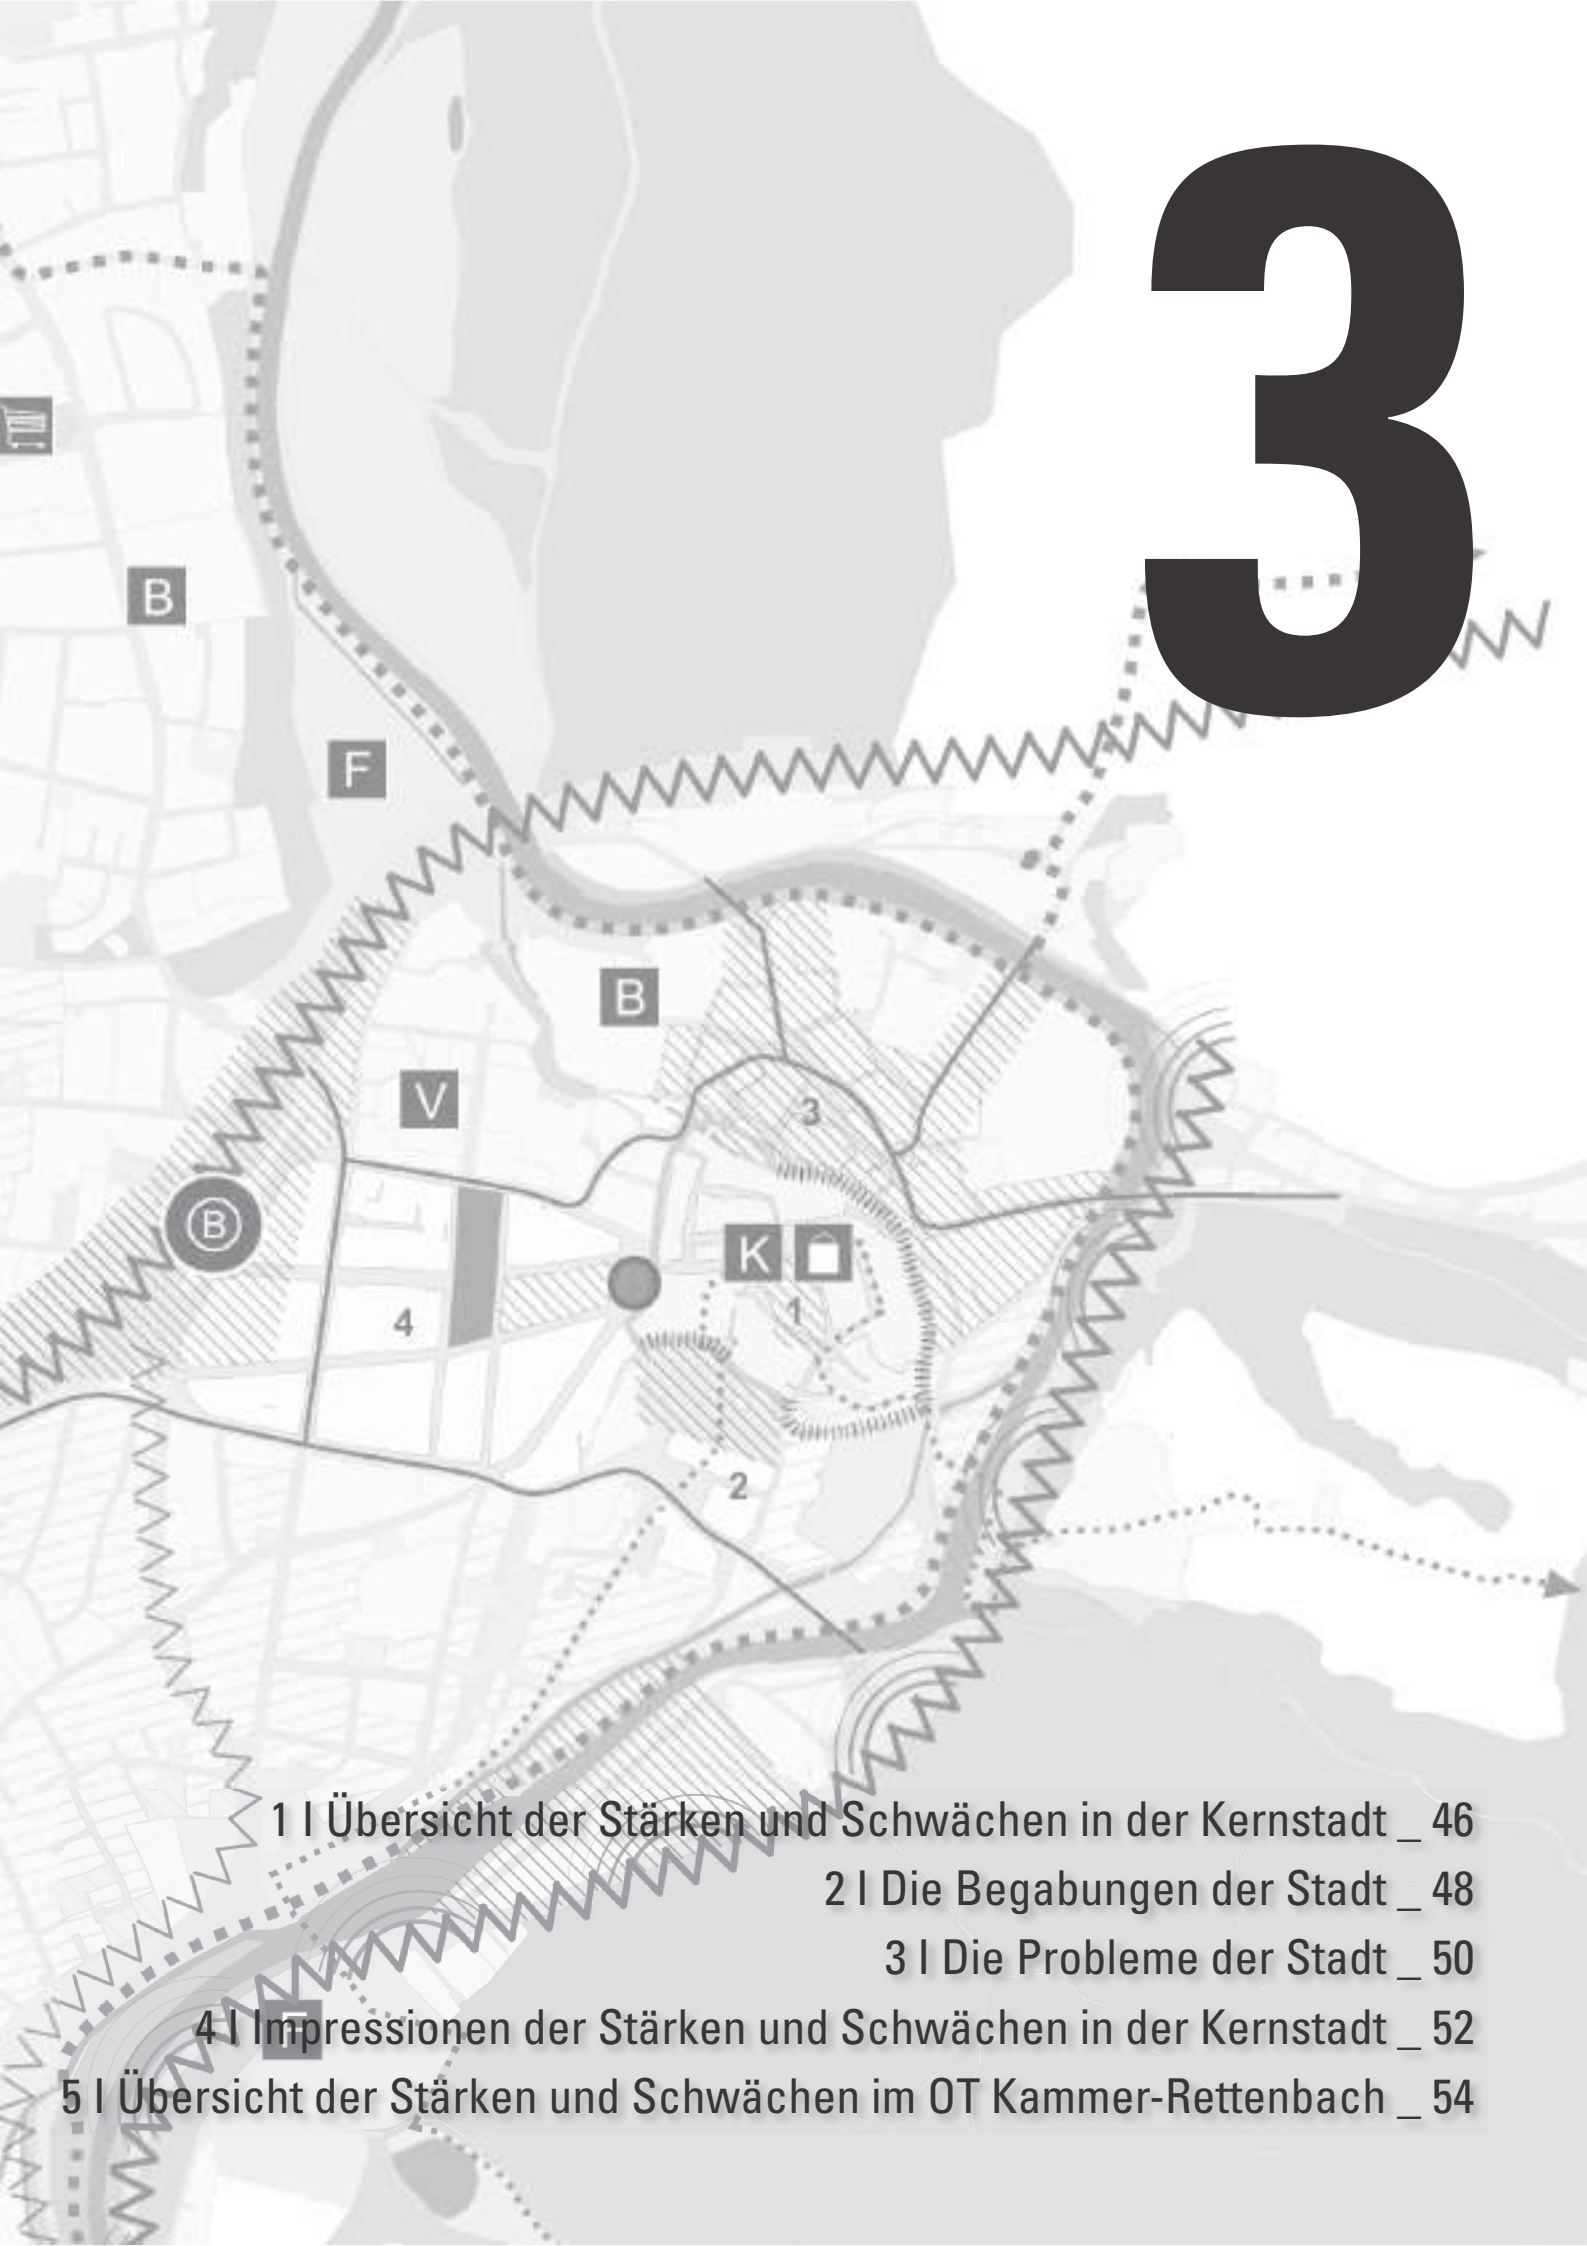 3
B
F
B
V
3
B
K
1
4
2
1 I Übersicht der Stärken und Schwächen in der Kernstadt _ 46
2 I Die Begabungen der Stadt _ 48
3 I Die Probleme der Stadt _ 50
4 I Impressionen der Stärken und Schwächen in der Kernstadt _ 52
F
5 I Übersicht der Stärken und Schwächen im OT Kammer-Rettenbach _ 54